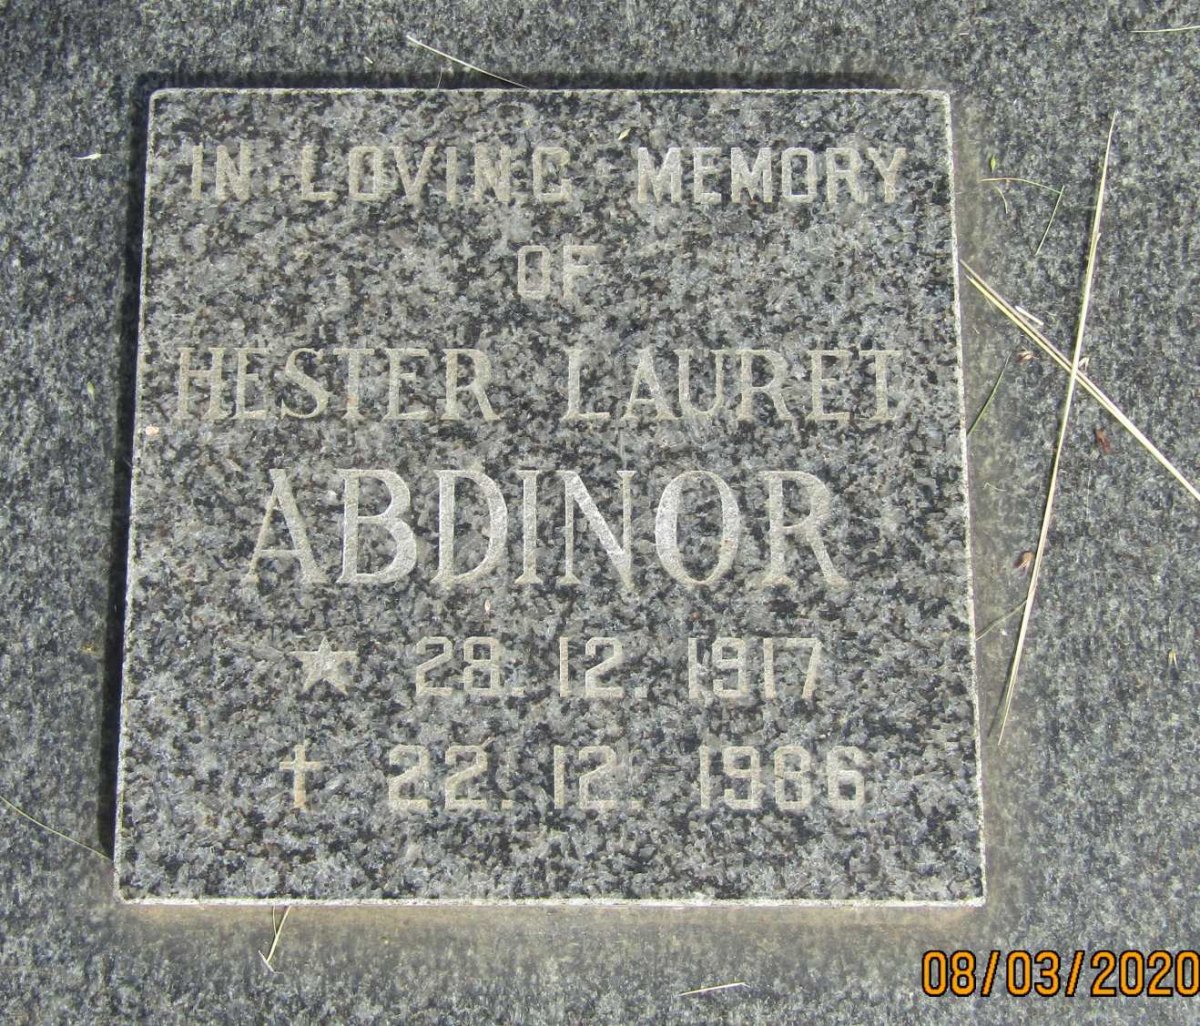 IN LOVING MEMORY
OF
HESTER LAURET
ABDINOR
★ 28.12.1917
✝ 22.12.1986
08/03/2020